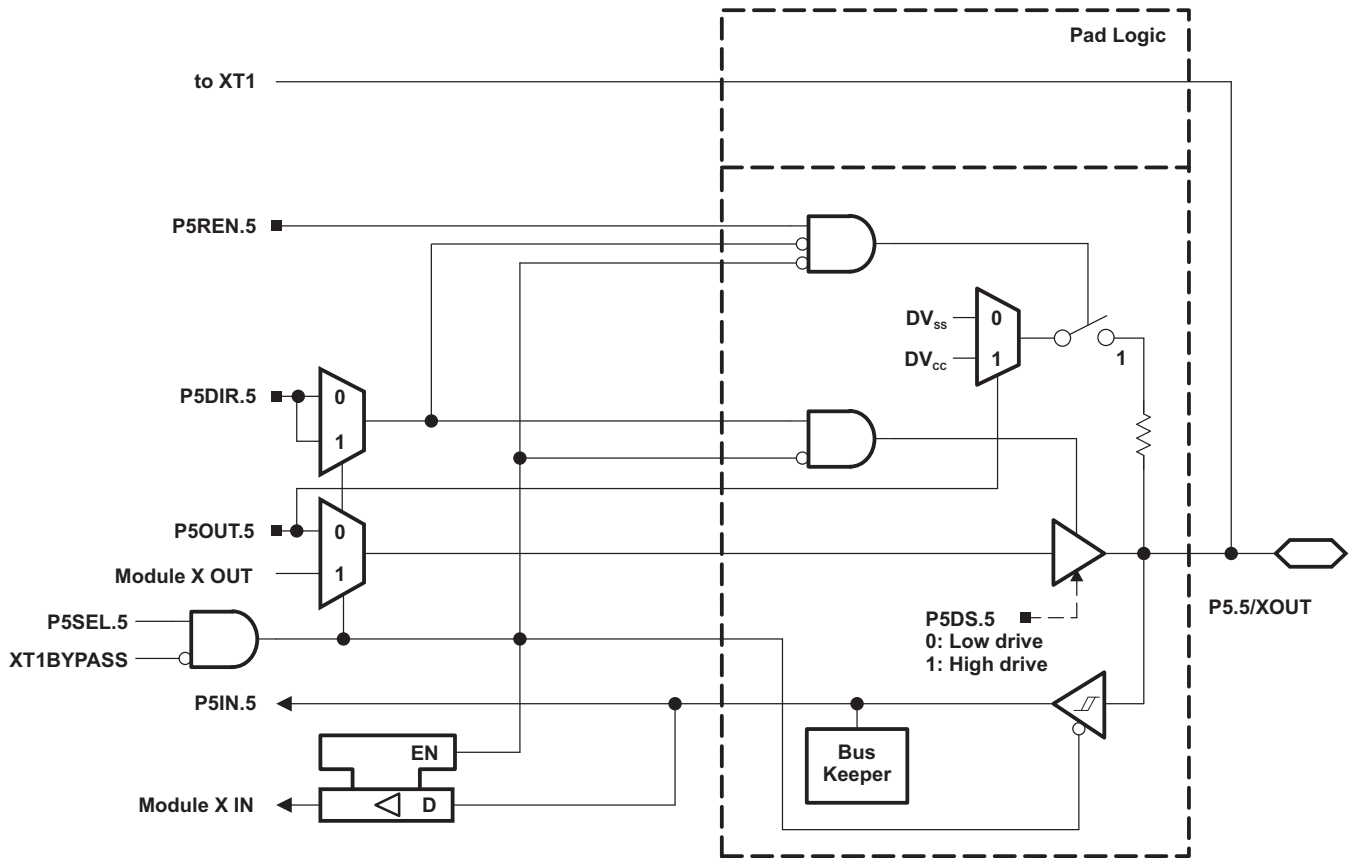 Pad Logic
to XT1
P5REN.5
DVss
0
DVcc
1
1
P5DIR.5
0
1
P5OUT.5
0
Module X OUT
1
P5SEL.5
XT1BYPASS
P5DS.5
0: Low drive
1: High drive
P5.5/XOUT
P5IN.5
EN
Bus
Keeper
Module X IN
D